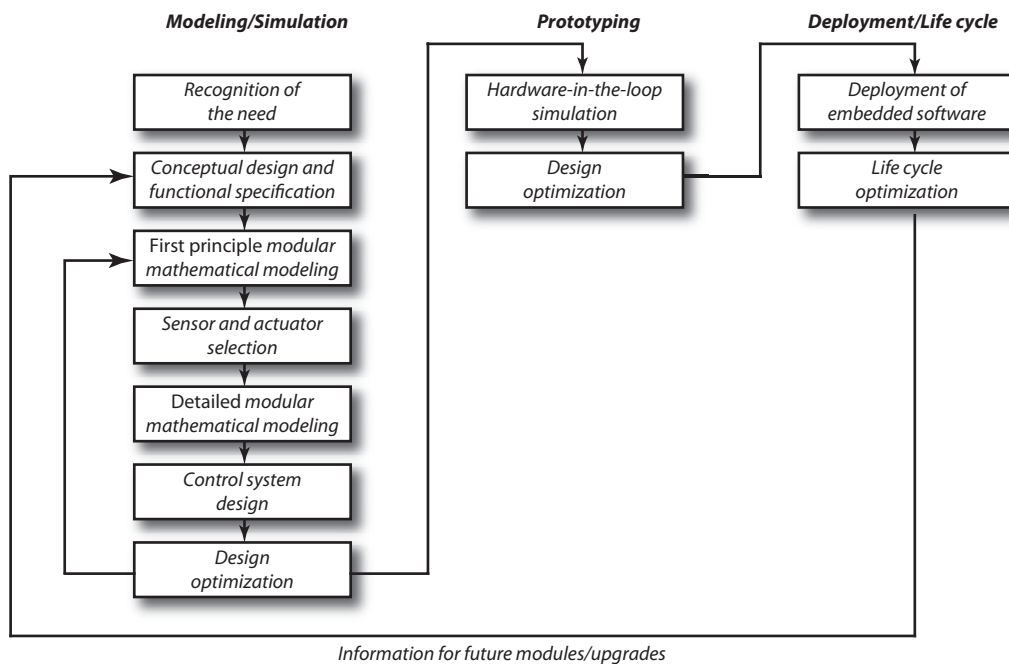 Modeling/Simulation
Recognition of
the need
Conceptual design and
functional specification
First principle modular
mathematical modeling
Sensor and actuator
selection
Detailed modular
mathematical modeling
Control system
design
Design
optimization
Prototyping
Hardware-in-the-loop
simulation
Design
optimization
Deployment/Life cycle
Deployment of
embedded software
Life cycle
optimization
Information for future modules/upgrades